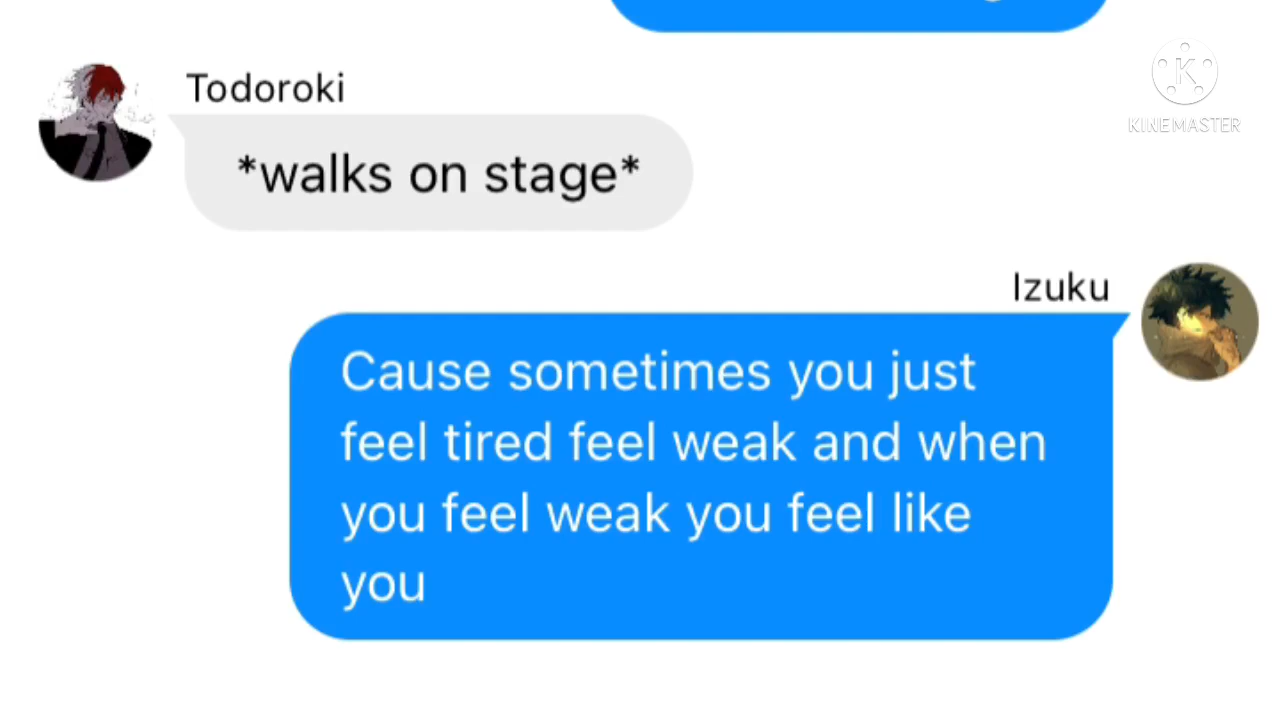 Todoroki
KINEMASTER
*walks on stage*
Izuku
Cause sometimes you just
feel tired feel weak and when
you feel weak you feel like
you